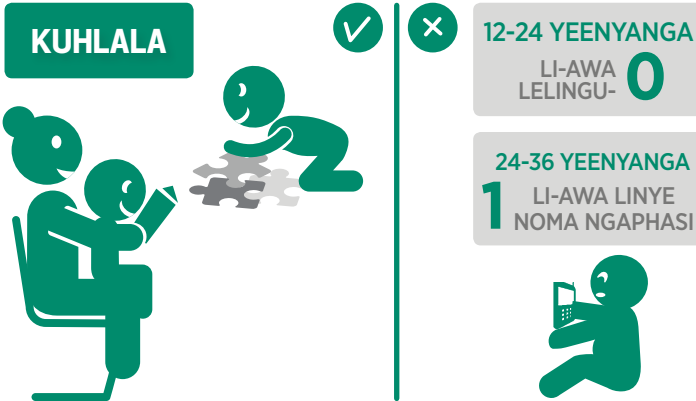 KUHLALA
12-24 YEENYANGA
LI-AWA
LELINGU- 0
24-36 YEENYANGA
1 LI-AWA LINYE
NOMA NGAPHASI